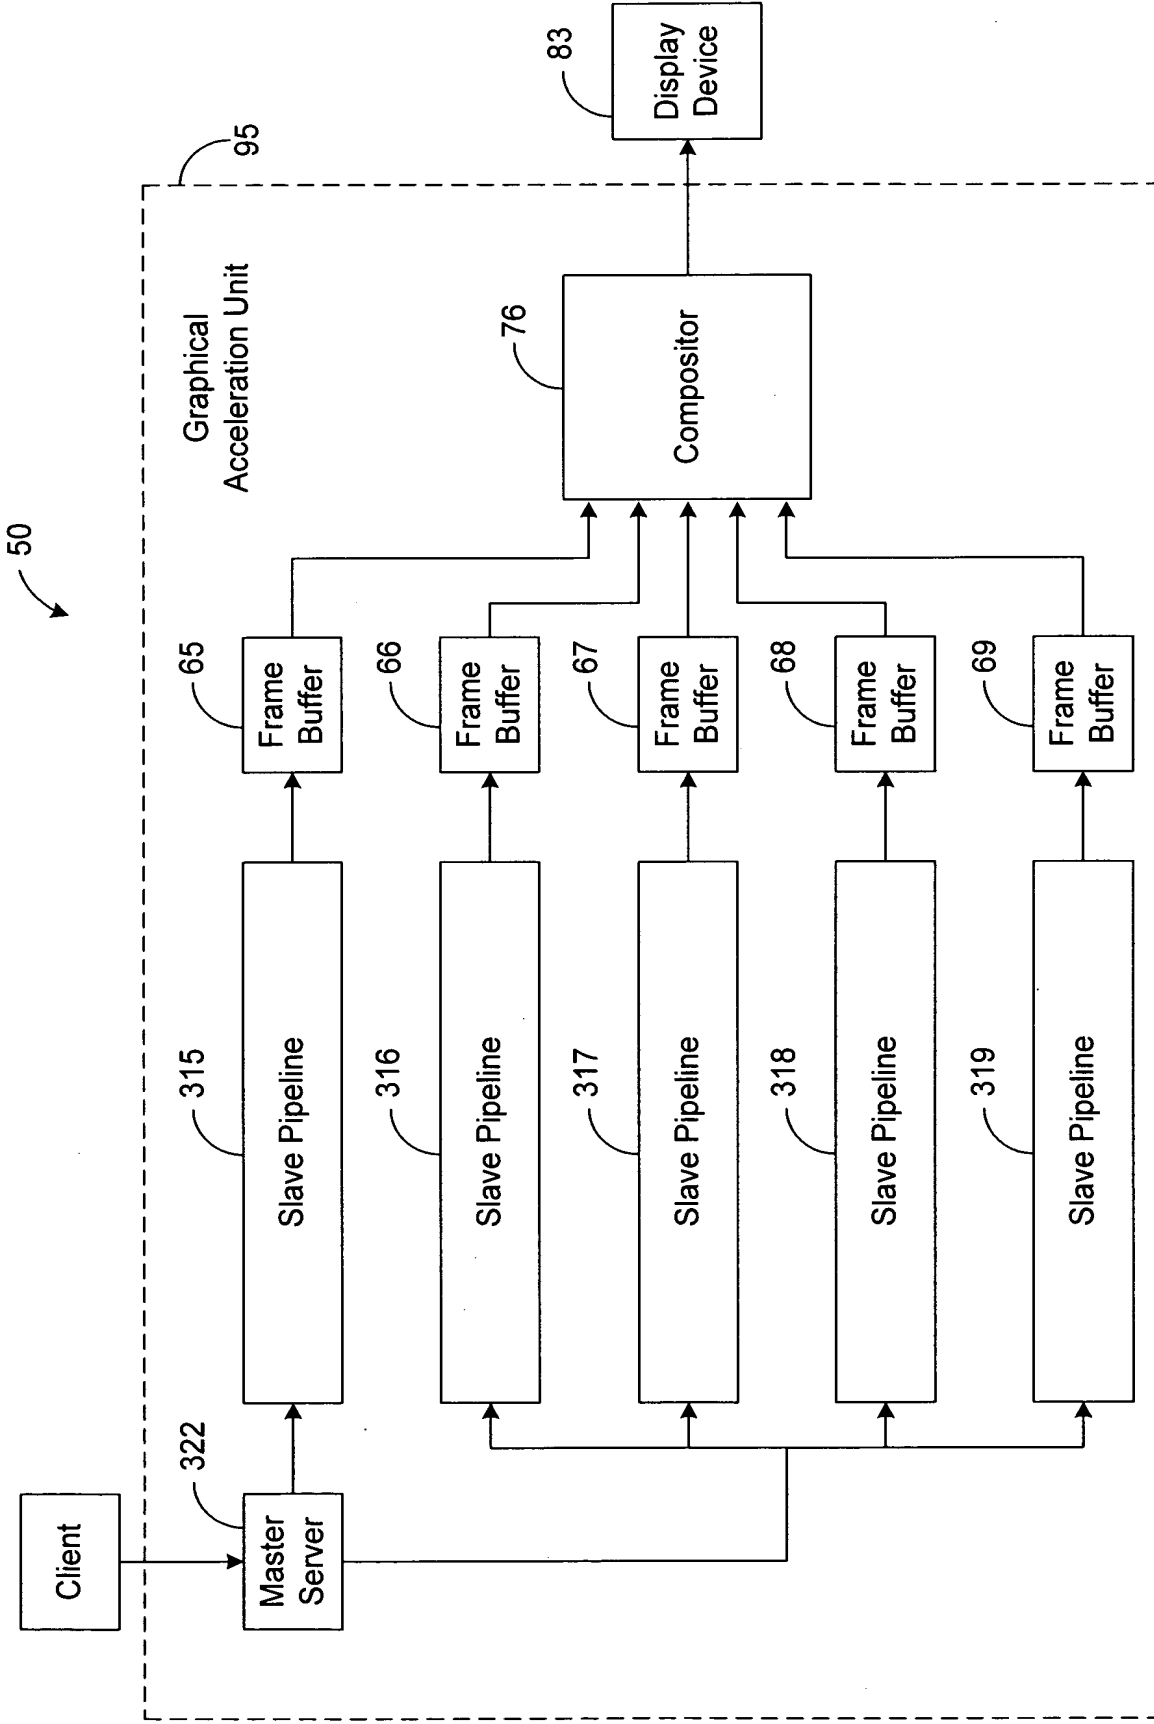 50
95
Graphical
Acceleration Unit
Client
322
Master
Server
315
Slave Pipeline
65
Frame
Buffer
316
Slave Pipeline
66
Frame
Buffer
317
Slave Pipeline
67
Frame
Buffer
318
Slave Pipeline
68
Frame
Buffer
319
Slave Pipeline
69
Frame
Buffer
76
Compositor
83
Display
Device